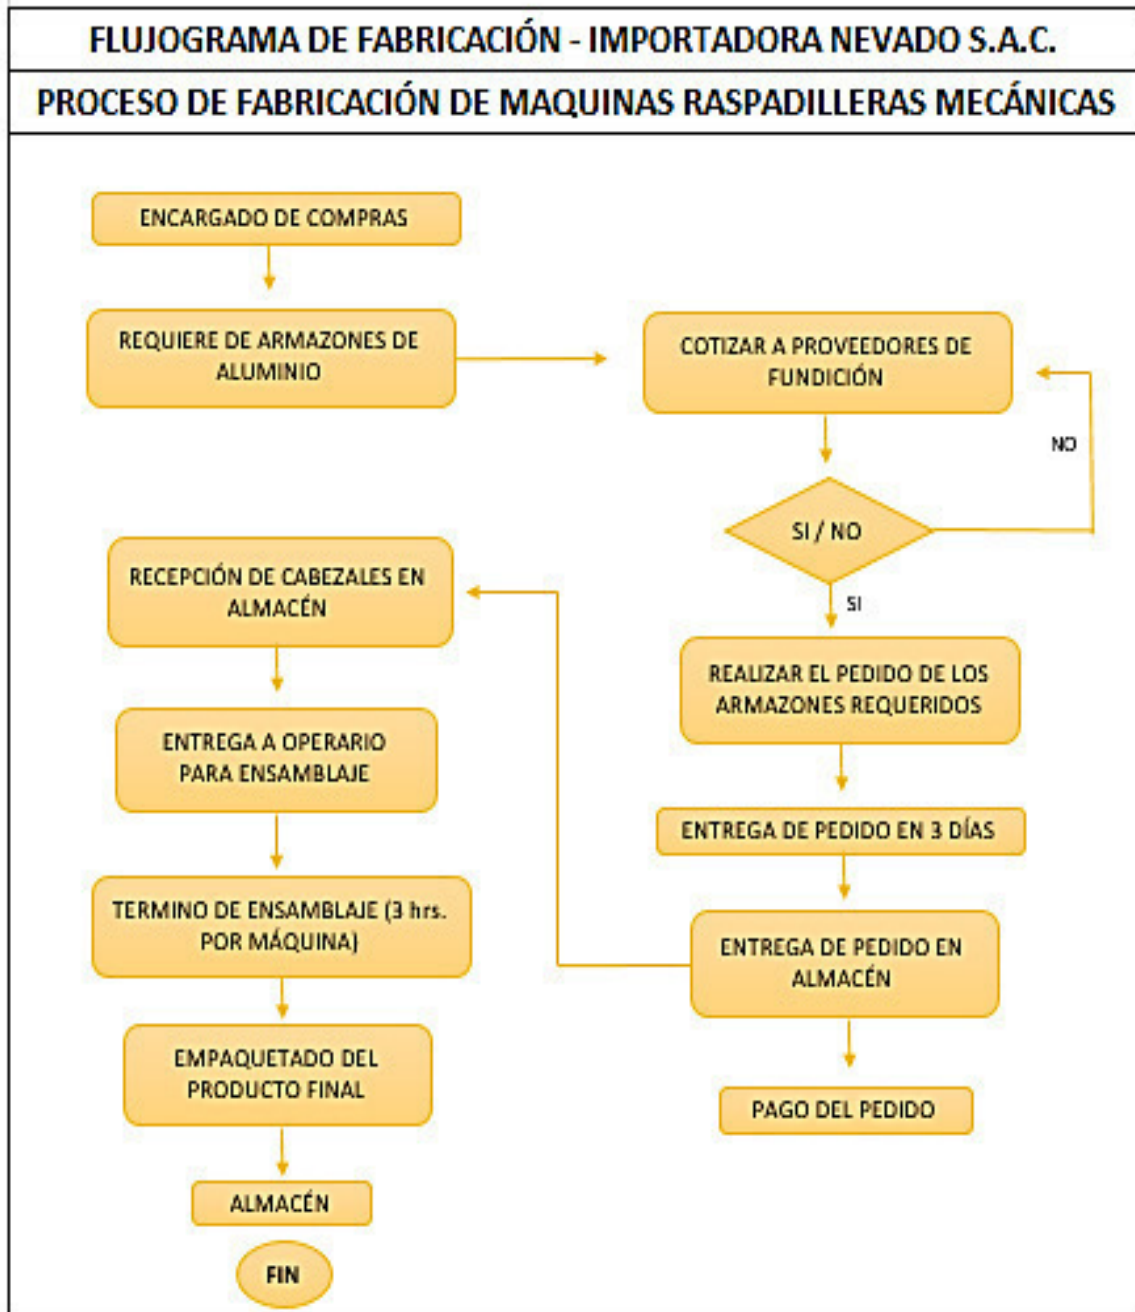 FLUJOGRAMA DE FABRICACIÓN - IMPORTADORA NEVADO S.A.C.
PROCESO DE FABRICACIÓN DE MAQUINAS RASPADILLERAS MECÁNICAS
ENCARGADO DE COMPRAS
REQUIERE DE ARMAZONES DE
ALUMINIO
COTIZAR A PROVEEDORES DE
FUNDICIÓN
NO
SI / NO
SI
REALIZAR EL PEDIDO DE LOS
ARMAZONES REQUERIDOS
ENTREGA DE PEDIDO EN 3 DÍAS
ENTREGA DE PEDIDO EN
ALMACÉN
PAGO DEL PEDIDO
RECEPCIÓN DE CABEZALES EN
ALMACÉN
ENTREGA A OPERARIO
PARA ENSAMBLAJE
TERMINO DE ENSAMBLAJE (3 hrs.
POR MÁQUINA)
EMPAQUETADO DEL
PRODUCTO FINAL
ALMACÉN
FIN